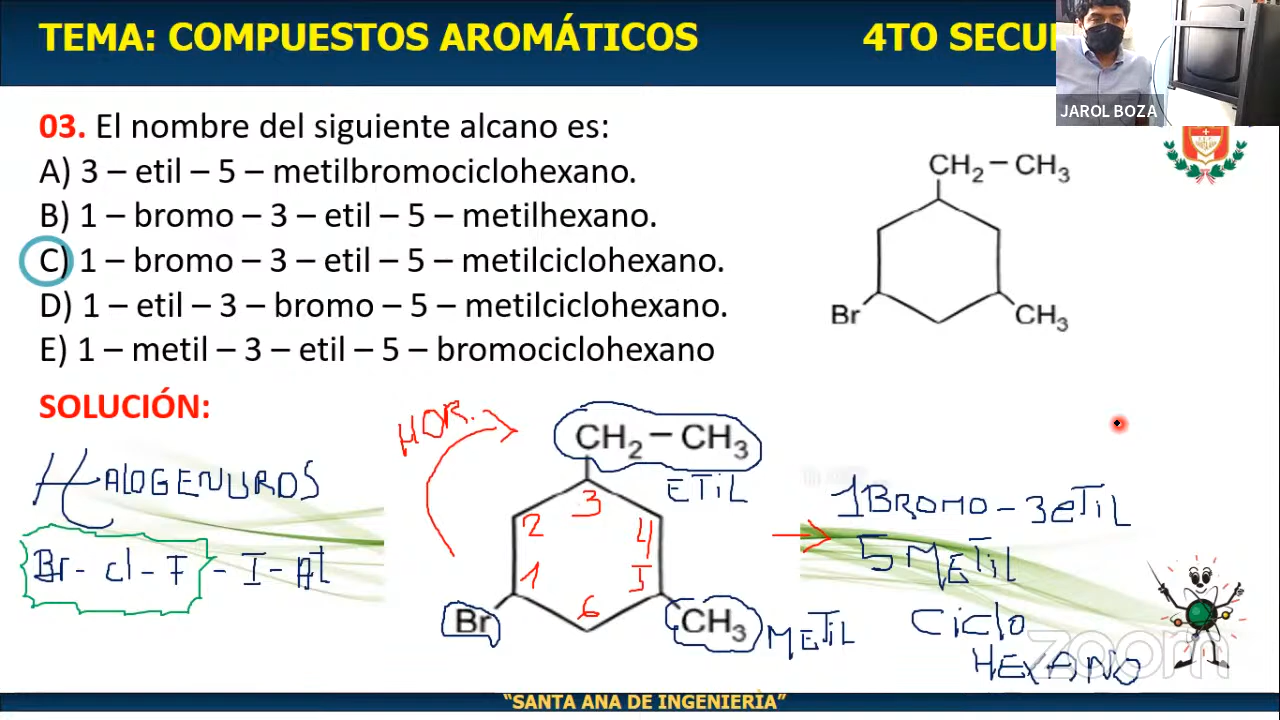 TEMA: COMPUESTOS AROMÁTICOS
4TO SECU
JAROL BOZA
03. El nombre del siguiente alcano es:
A) 3 – etil – 5 – metilbromociclohexano.
B) 1 – bromo – 3 – etil – 5 – metilhexano.
C) 1 – bromo – 3 – etil – 5 – metilciclohexano.
D) 1 – etil – 3 – bromo – 5 – metilciclohexano.
E) 1 – metil – 3 – etil – 5 – bromociclohexano
CH₂ – CH₃
Br
CH₃
SOLUCIÓN:
HALOGENUROS
Br - cl - F - I - At
HOR.
CH₂ – CH₃
ETIL
3
2
4
1
5
6
Br
CH₃
METIL
1BROMO - 3ETIL
5 METIL
Ciclo
HEXANO
zoom
“SANTA ANA DE INGENIERÌA”